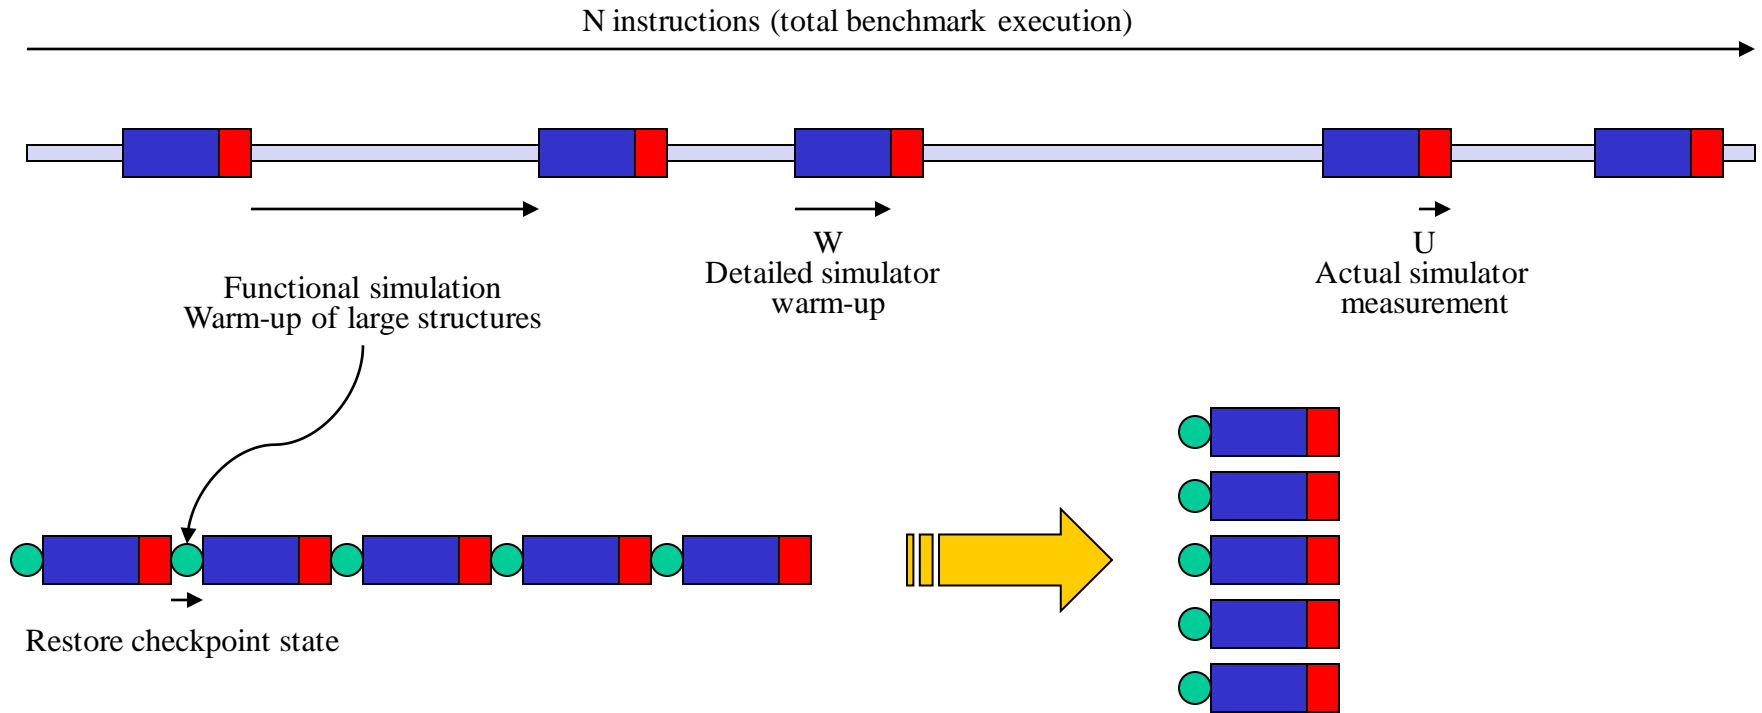 N instructions (total benchmark execution)
W
Detailed simulator
warm-up
U
Actual simulator
measurement
Functional simulation
Warm-up of large structures
Restore checkpoint state